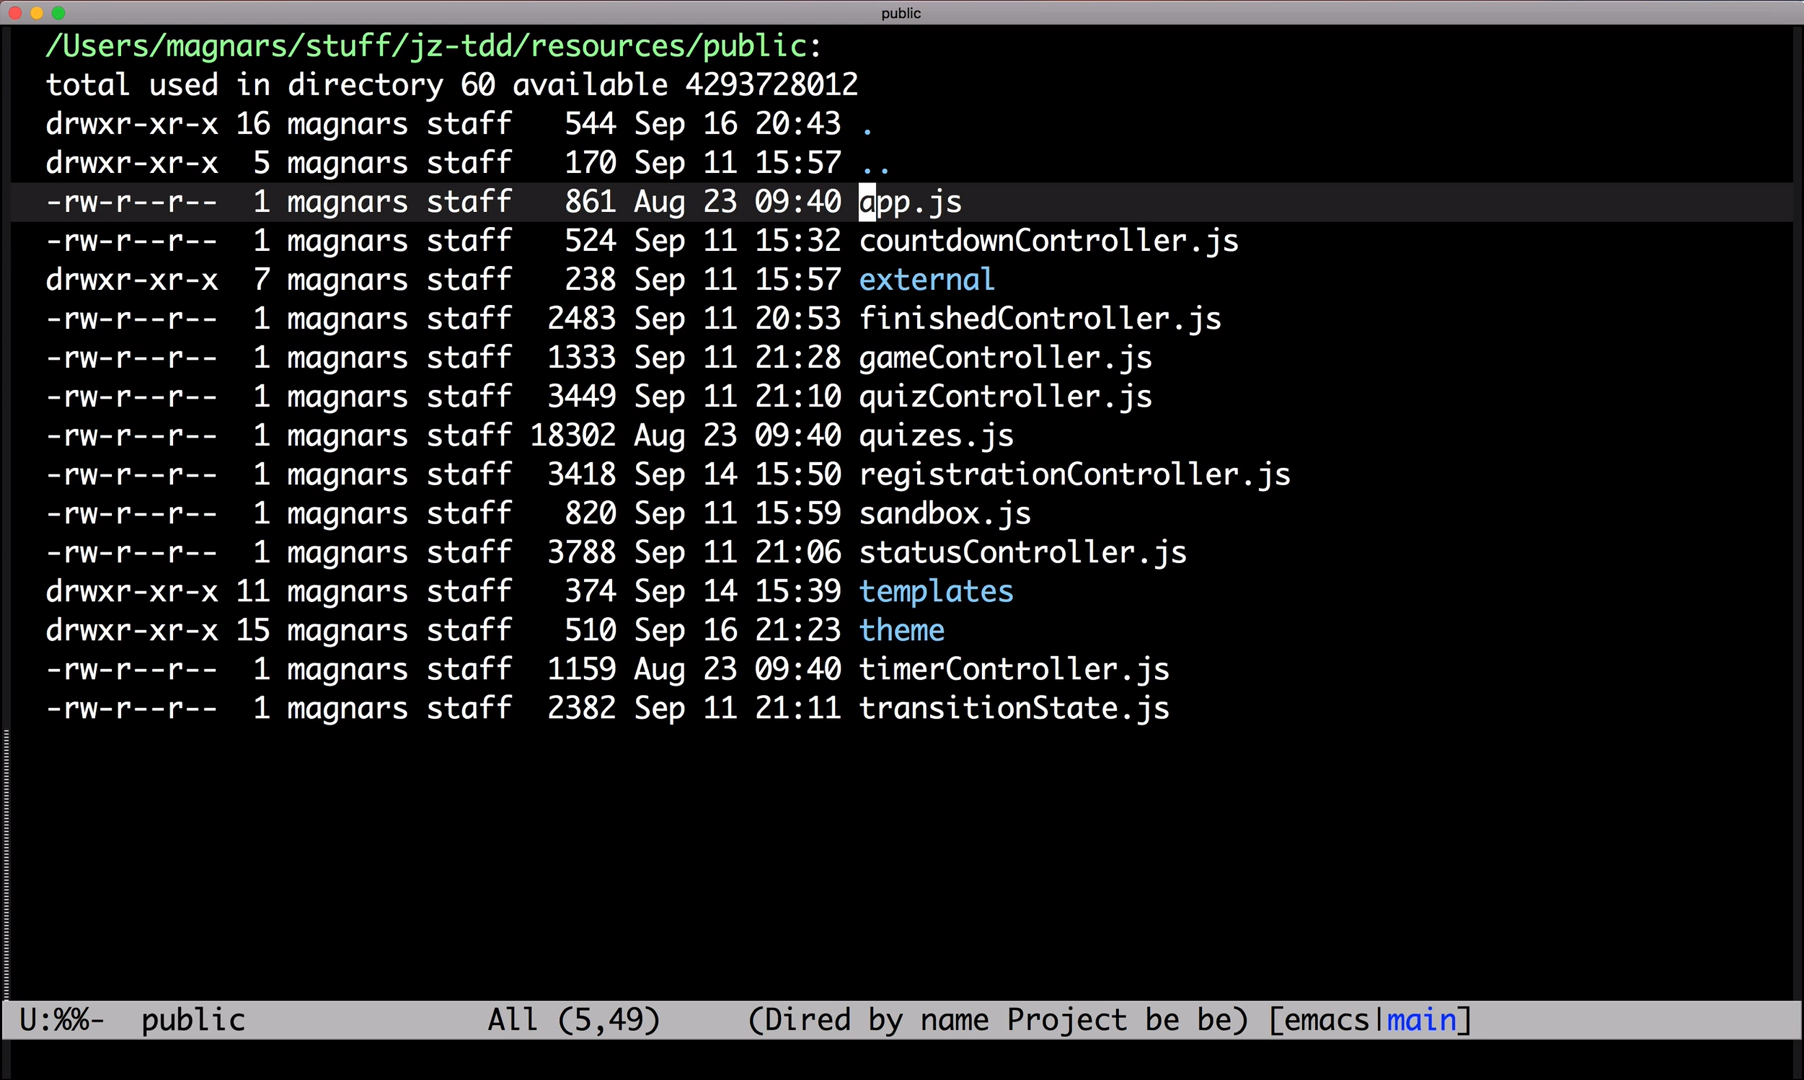 public
/Users/magnars/stuff/jz-tdd/resources/public:
total used in directory 60 available 4293728012
drwxr-xr-x 16 magnars staff   544 Sep 16 20:43 .
drwxr-xr-x  5 magnars staff   170 Sep 11 15:57 ..
-rw-r--r--  1 magnars staff   861 Aug 23 09:40 app.js
-rw-r--r--  1 magnars staff   524 Sep 11 15:32 countdownController.js
drwxr-xr-x  7 magnars staff   238 Sep 11 15:57 external
-rw-r--r--  1 magnars staff  2483 Sep 11 20:53 finishedController.js
-rw-r--r--  1 magnars staff  1333 Sep 11 21:28 gameController.js
-rw-r--r--  1 magnars staff  3449 Sep 11 21:10 quizController.js
-rw-r--r--  1 magnars staff 18302 Aug 23 09:40 quizes.js
-rw-r--r--  1 magnars staff  3418 Sep 14 15:50 registrationController.js
-rw-r--r--  1 magnars staff   820 Sep 11 15:59 sandbox.js
-rw-r--r--  1 magnars staff  3788 Sep 11 21:06 statusController.js
drwxr-xr-x 11 magnars staff   374 Sep 14 15:39 templates
drwxr-xr-x 15 magnars staff   510 Sep 16 21:23 theme
-rw-r--r--  1 magnars staff  1159 Aug 23 09:40 timerController.js
-rw-r--r--  1 magnars staff  2382 Sep 11 21:11 transitionState.js
U:%%-  public              All (5,49)     (Dired by name Project be be) [emacs|main]